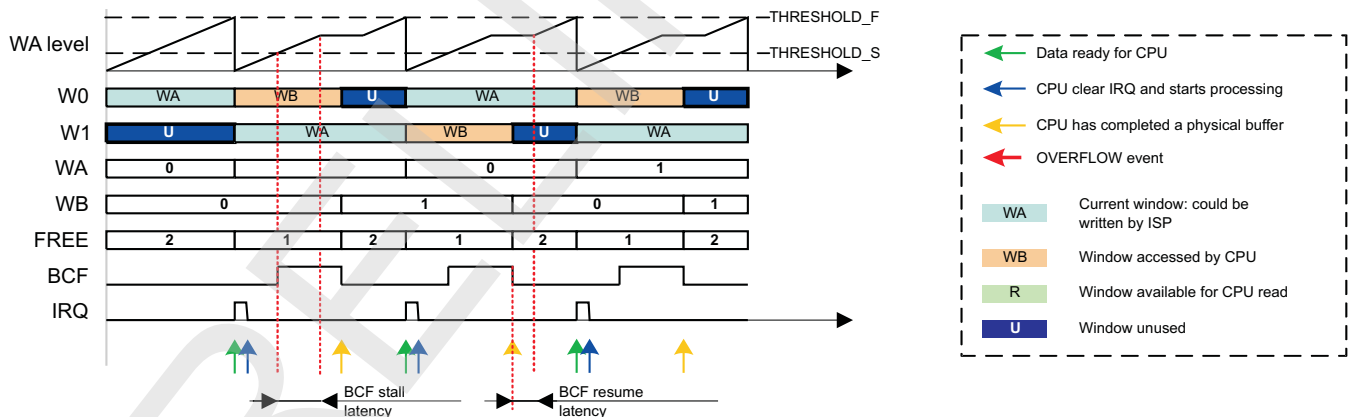 THRESHOLD_F
WA level
THRESHOLD_S
W0 WA WB U WA WB U
W1 U WA WB U WA
WA 0 0 1
WB 0 1 0 1
FREE 2 1 2 1 2 1 2
BCF
IRQ
BCF stall
latency
BCF resume
latency
Data ready for CPU
CPU clear IRQ and starts processing
CPU has completed a physical buffer
OVERFLOW event
WA Current window: could be
written by ISP
WB Window accessed by CPU
R Window available for CPU read
U Window unused